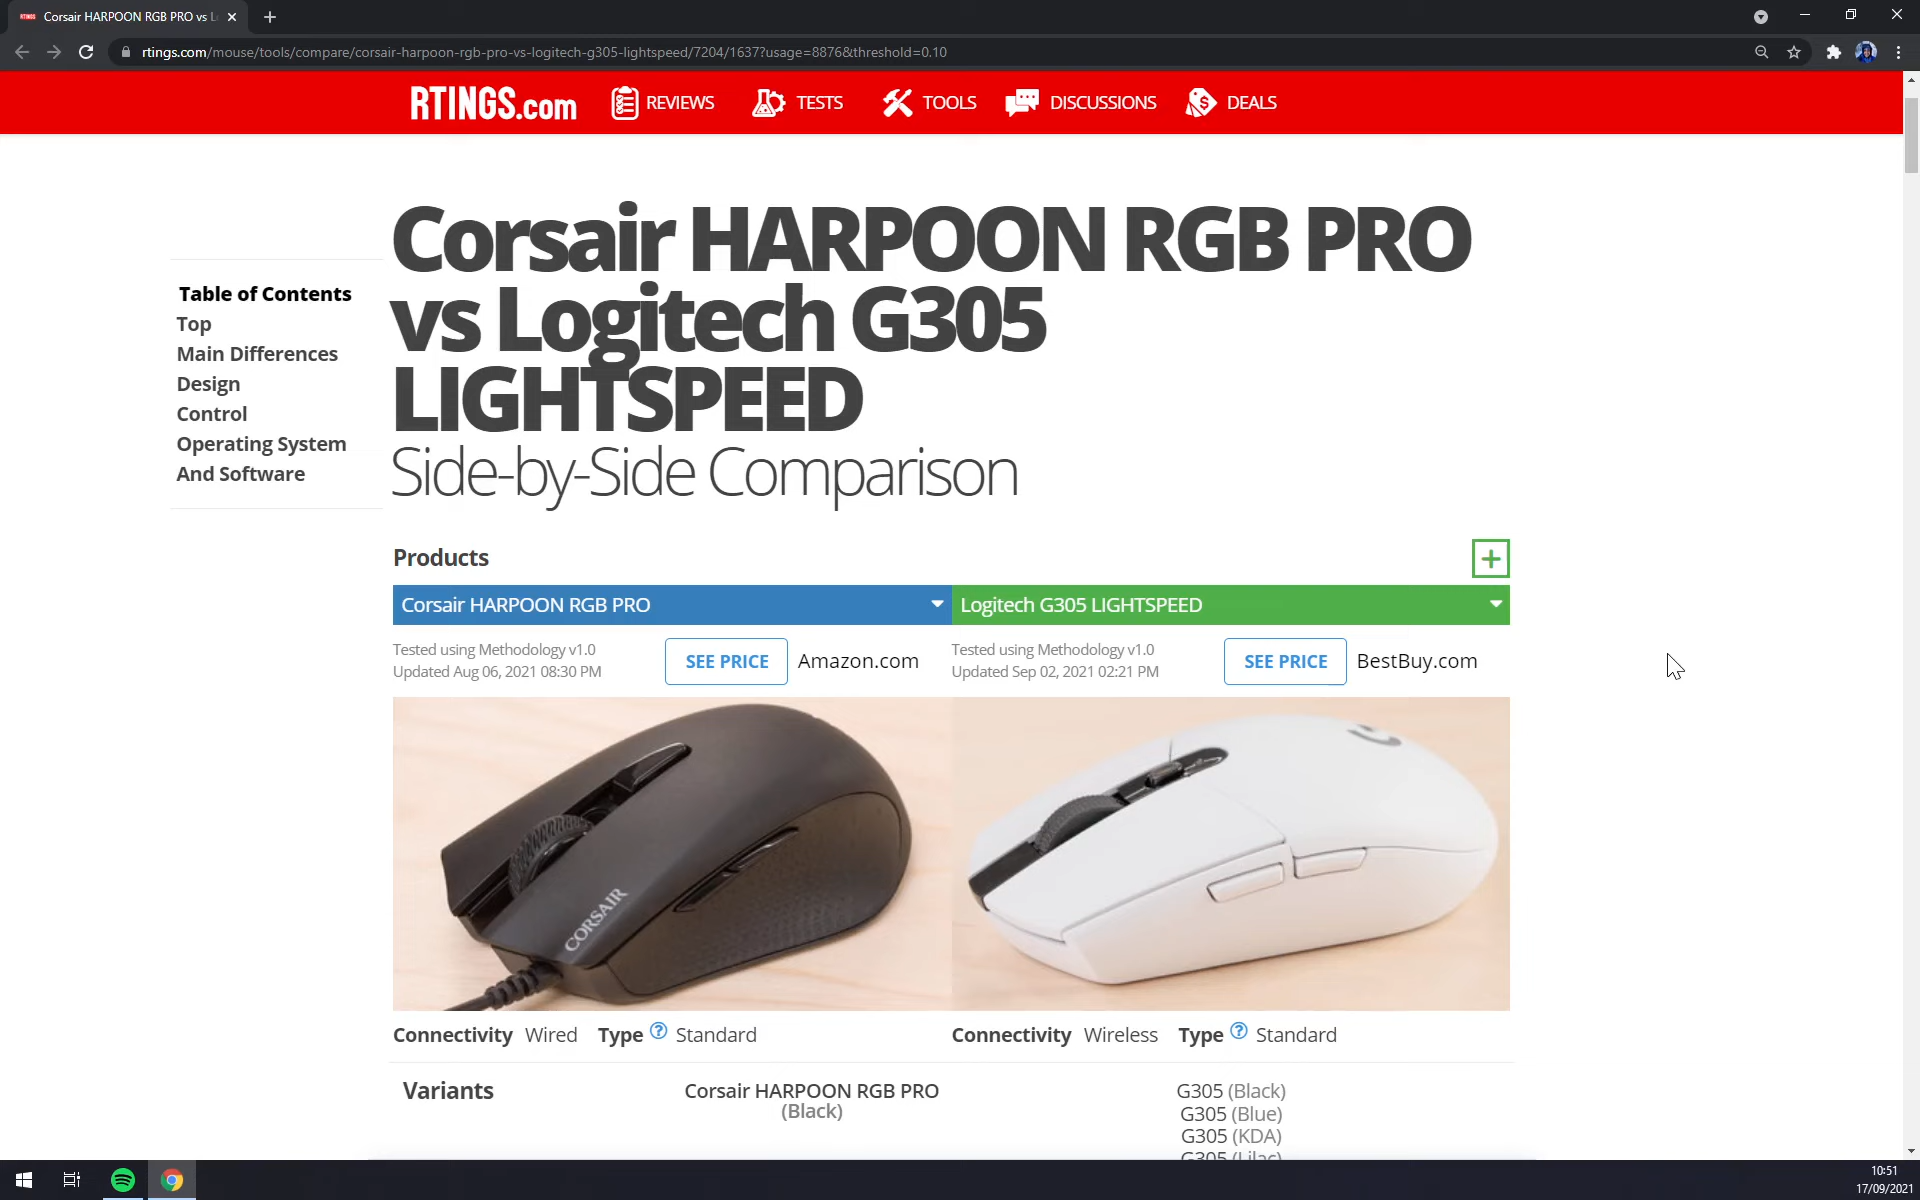 Corsair HARPOON RGB PRO vs L
rtings.com/mouse/tools/compare/corsair-harpoon-rgb-pro-vs-logitech-g305-lightspeed/7204/1637?usage=8876&threshold=0.10
RTINGS.com
REVIEWS
TESTS
TOOLS
DISCUSSIONS
DEALS
Table of Contents
Top
Main Differences
Design
Control
Operating System
And Software
Corsair HARPOON RGB PRO
vs Logitech G305
LIGHTSPEED
Side-by-Side Comparison
Products
Corsair HARPOON RGB PRO
Logitech G305 LIGHTSPEED
Tested using Methodology v1.0
Updated Aug 06, 2021 08:30 PM
SEE PRICE
Amazon.com
Tested using Methodology v1.0
Updated Sep 02, 2021 02:21 PM
SEE PRICE
BestBuy.com
CORSAIR
Connectivity Wired Type ? Standard
Connectivity Wireless Type ? Standard
Variants
Corsair HARPOON RGB PRO
(Black)
G305 (Black)
G305 (Blue)
G305 (KDA)
G305 (Lilac)
10:51
17/09/2021